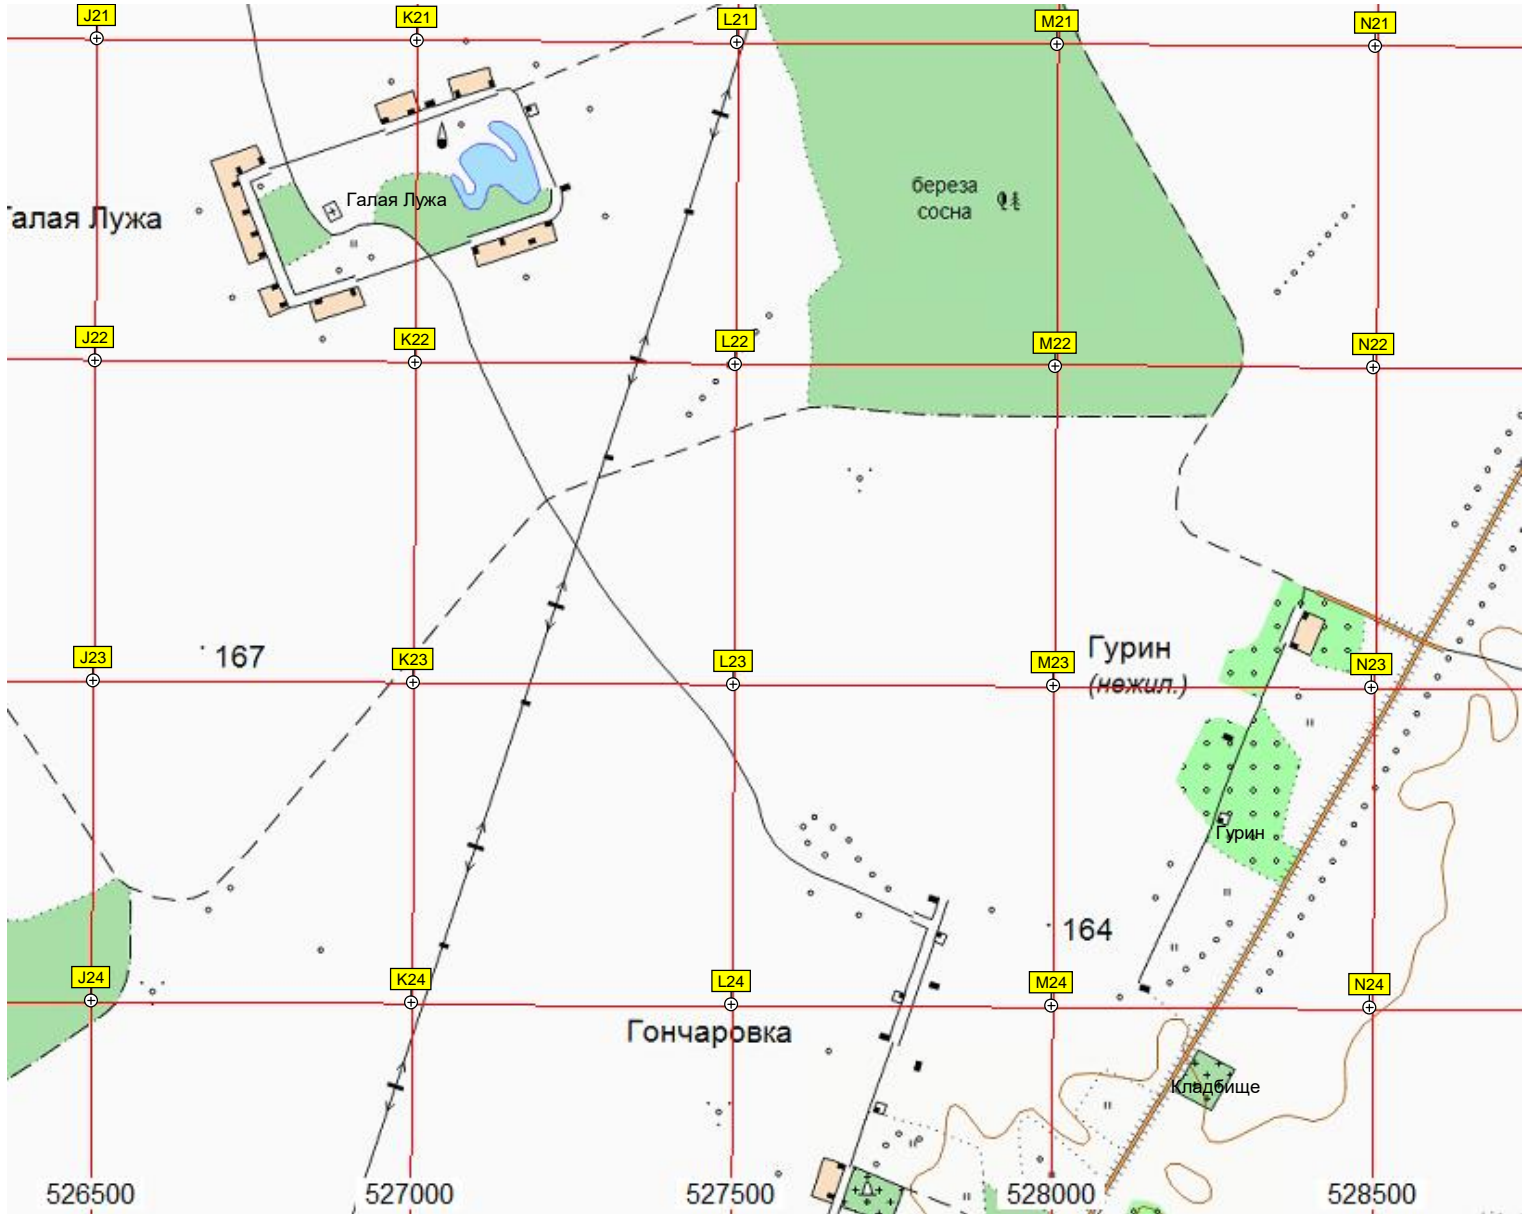 J21
K21
L21
M21
N21
береза
сосна
Галая Лужа
Галая Лужа
J22
K22
L22
M22
N22
167
Гурин
(нежил.)
J23
K23
L23
M23
N23
Гурин
164
J24
K24
L24
M24
N24
Гончаровка
Кладбище
526500
527000
527500
528000
528500